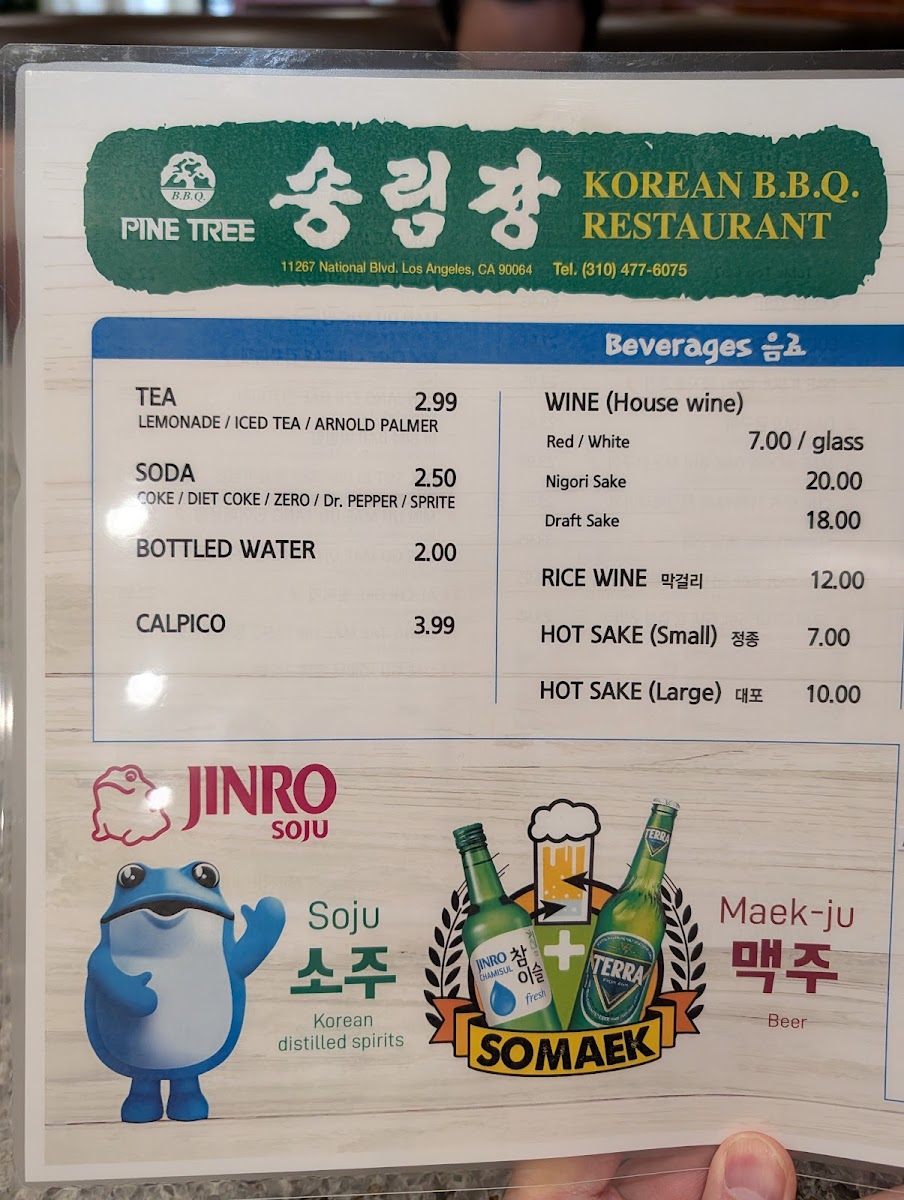 B.B.Q.
PINE TREE
송림장
KOREAN B.B.Q.
RESTAURANT
11267 National Blvd. Los Angeles, CA 90064 Tel. (310) 477-6075
Beverages 음료
TEA 2.99
LEMONADE / ICED TEA / ARNOLD PALMER
SODA 2.50
COKE / DIET COKE / ZERO / Dr. PEPPER / SPRITE
BOTTLED WATER 2.00
CALPICO 3.99
WINE (House wine)
Red / White 7.00 / glass
Nigori Sake 20.00
Draft Sake 18.00
RICE WINE 막걸리 12.00
HOT SAKE (Small) 정종 7.00
HOT SAKE (Large) 대포 10.00
JINRO
SOJU
Soju
소주
Korean
distilled spirits
JINRO
CHAMISUL
참
이슬
fresh
+
TERRA
TERRA
SOMAEK
Maek-ju
맥주
Beer